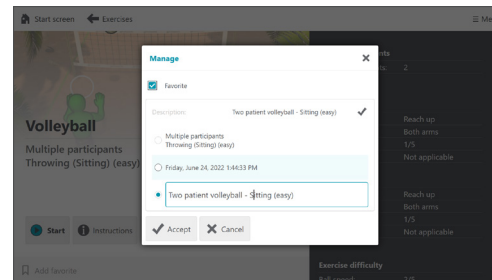 Start screen
Exercises
Manage
Favorite
Description:
Two patient volleyball - Sitting (easy)
Multiple participants
Throwing (Sitting) (easy)
Friday, June 24, 2022 1:44:33 PM
Two patient volleyball - Sitting (easy)
Accept
Cancel
Volleyball
Multiple participants
Throwing (Sitting) (easy)
Start
Instructions
Add favorite
2
Reach up
Both arms
1/5
Not applicable
Reach up
Both arms
1/5
Not applicable
Exercise difficulty